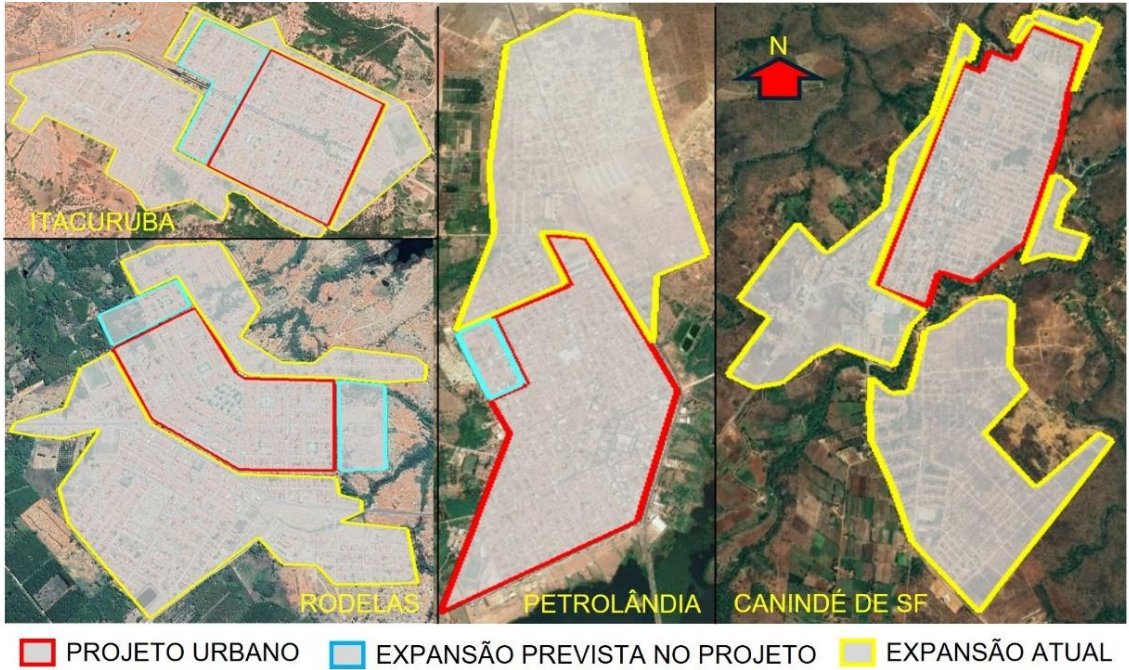 N
ITACURUBA
RODELAS
PETROLÂNDIA
CANINDÉ DE SF
PROJETO URBANO
EXPANSÃO PREVISTA NO PROJETO
EXPANSÃO ATUAL